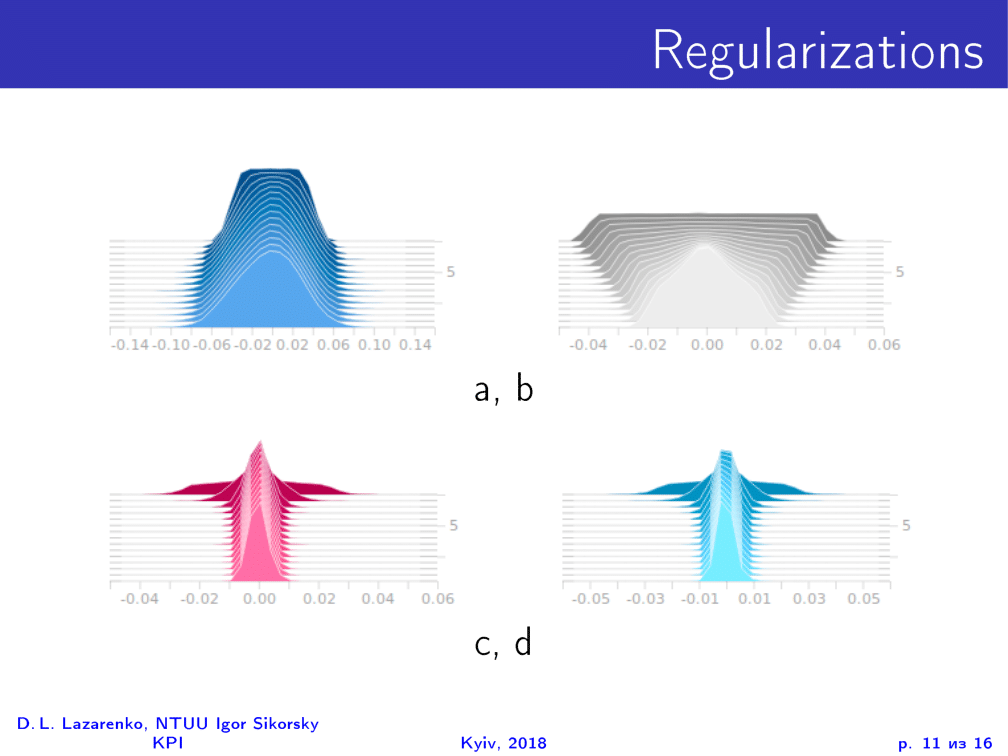 Regularizations
5
-0.14 -0.10 -0.06 -0.02 0.02 0.06 0.10 0.14
5
-0.04 -0.02 0.00 0.02 0.04 0.06
a, b
5
-0.04 -0.02 0.00 0.02 0.04 0.06
5
-0.05 -0.03 -0.01 0.01 0.03 0.05
c, d
D. L. Lazarenko, NTUU Igor Sikorsky
KPI
Kyiv, 2018
p. 11 из 16